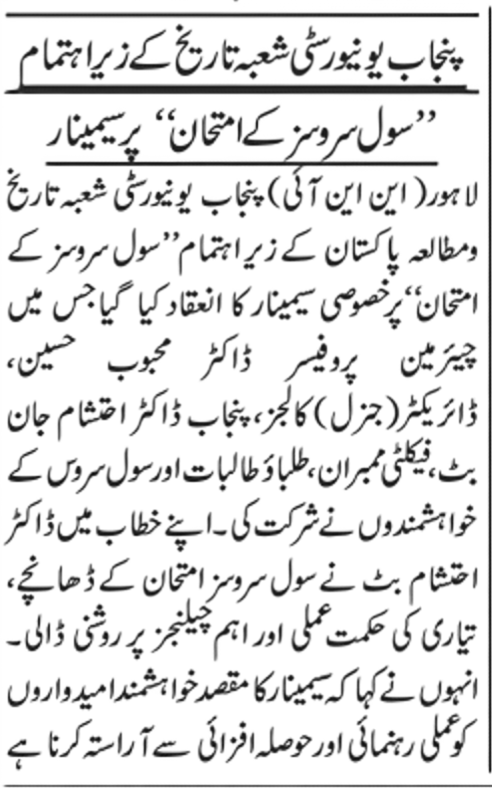 پنجاب یونیورسٹی شعبہ تاریخ کے زیر اہتمام
’’سول سروسز کے امتحان‘‘ پر سیمینار
لاہور( این این آئی) پنجاب یونیورسٹی شعبہ تاریخ
ومطالعہ پاکستان کے زیر اہتمام’’سول سروسز کے
امتحان‘‘پر خصوصی سیمینار کا انعقاد کیا گیا جس میں
چیئرمین پروفیسر ڈاکٹر محبوب حسین،
ڈائریکٹر(جنرل)کالجز، پنجاب ڈاکٹر احتشام جان
بٹ، فیکلٹی ممبران، طلباؤ طالبات اور سول سروس کے
خواہشمندوں نے شرکت کی۔اپنے خطاب میں ڈاکٹر
احتشام بٹ نے سول سروسز امتحان کے ڈھانچے،
تیاری کی حکمت عملی اور اہم چیلنجز پر روشنی ڈالی۔
انہوں نے کہا کہ سیمینار کا مقصد خواہشمند امیدواروں
کو عملی رہنمائی اور حوصلہ افزائی سے آراستہ کرنا ہے